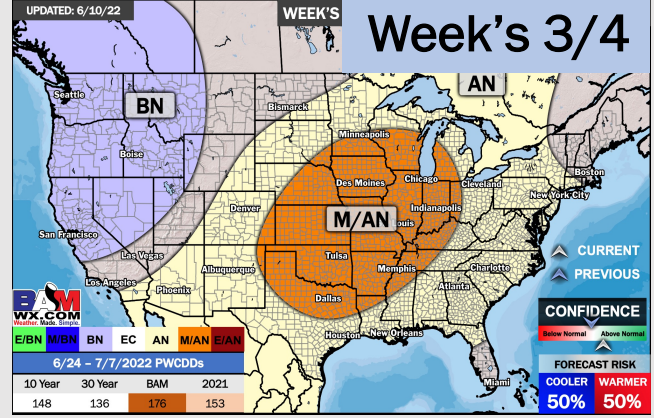 UPDATED: 6/10/22
WEEK'S
Week's 3/4
AN
Seattle
BN
Bismarck
Minneapolis
Boise
Boston
Des Moines
Chicago
Cleveland
New York City
Denver
M/AN
Indianapolis
ouis
San Francisco
Las Vegas
Tulsa
CURRENT
Los Angeles
Albuquerque
Memphis
Charlotte
PREVIOUS
Phoenix
Atlanta
Dallas
BAM
WX.COM
Weather. Made. Simple.
CONFIDENCE
Below Normal Above Normal
Houston New Orleans
E/BN M/BN BN EC AN M/AN E/AN
6/24 – 7/7/2022 PWCDDs
FORECAST RISK
Miami
10 Year 30 Year BAM 2021
COOLER WARMER
148 136 176 153
50% 50%